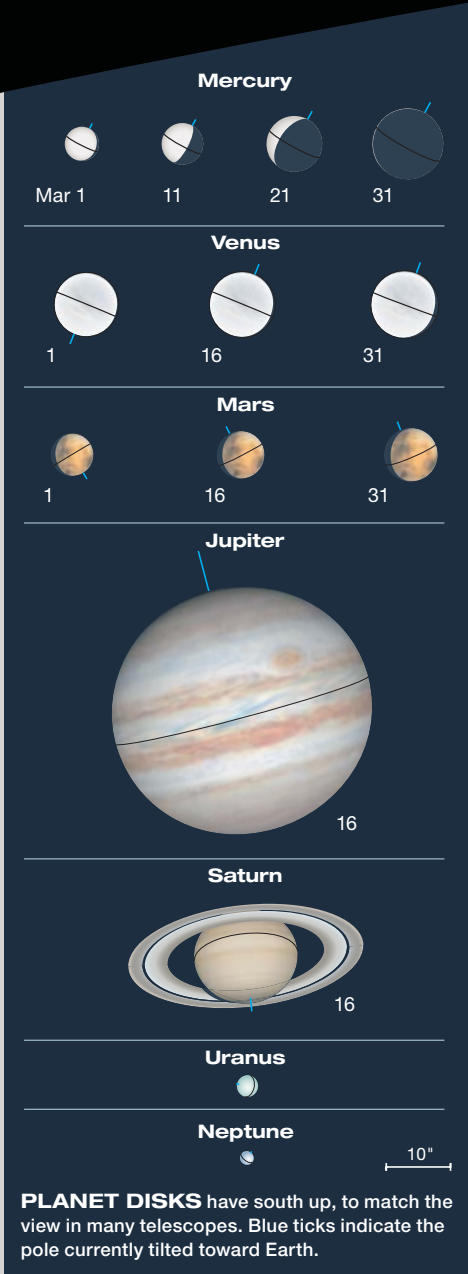 Mercury
Mar 1 11 21 31
Venus
1 16 31
Mars
1 16 31
Jupiter
16
Saturn
16
Uranus
Neptune
10"
PLANET DISKS have south up, to match the
view in many telescopes. Blue ticks indicate the
pole currently tilted toward Earth.